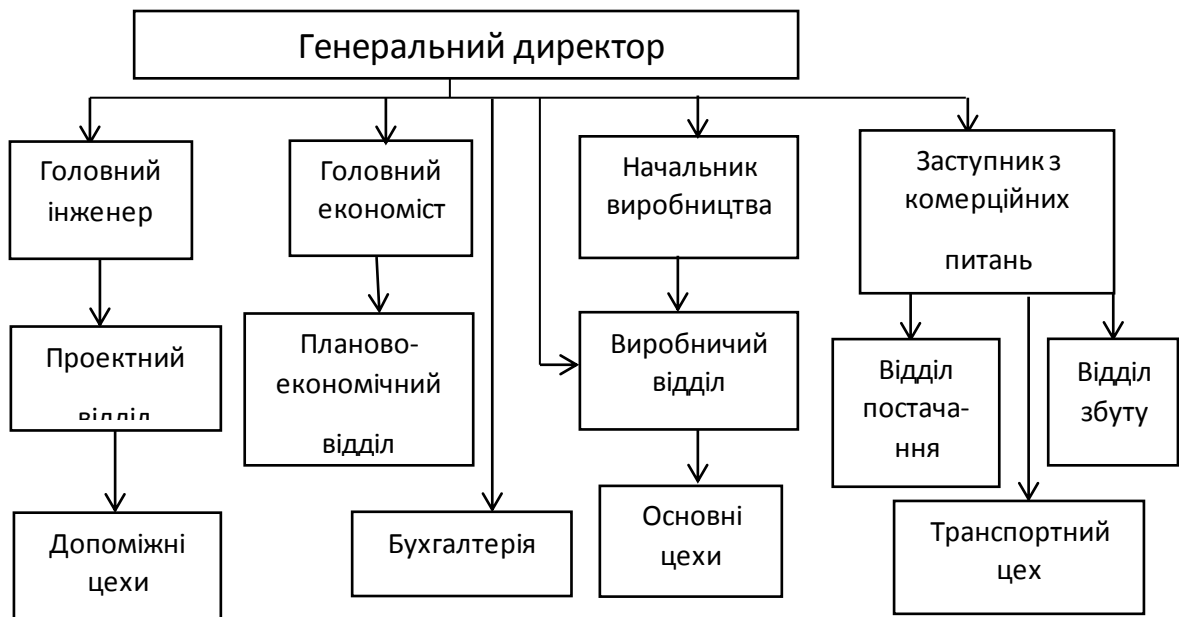 Генеральний директор
Головний
інженер
Головний
економіст
Начальник
виробництва
Заступник з
комерційних
питань
Проектний
відділ
Планово-
економічний
відділ
Виробничий
відділ
Відділ
постача-
ння
Відділ
збуту
Допоміжні
цехи
Бухгалтерія
Основні
цехи
Транспортний
цех